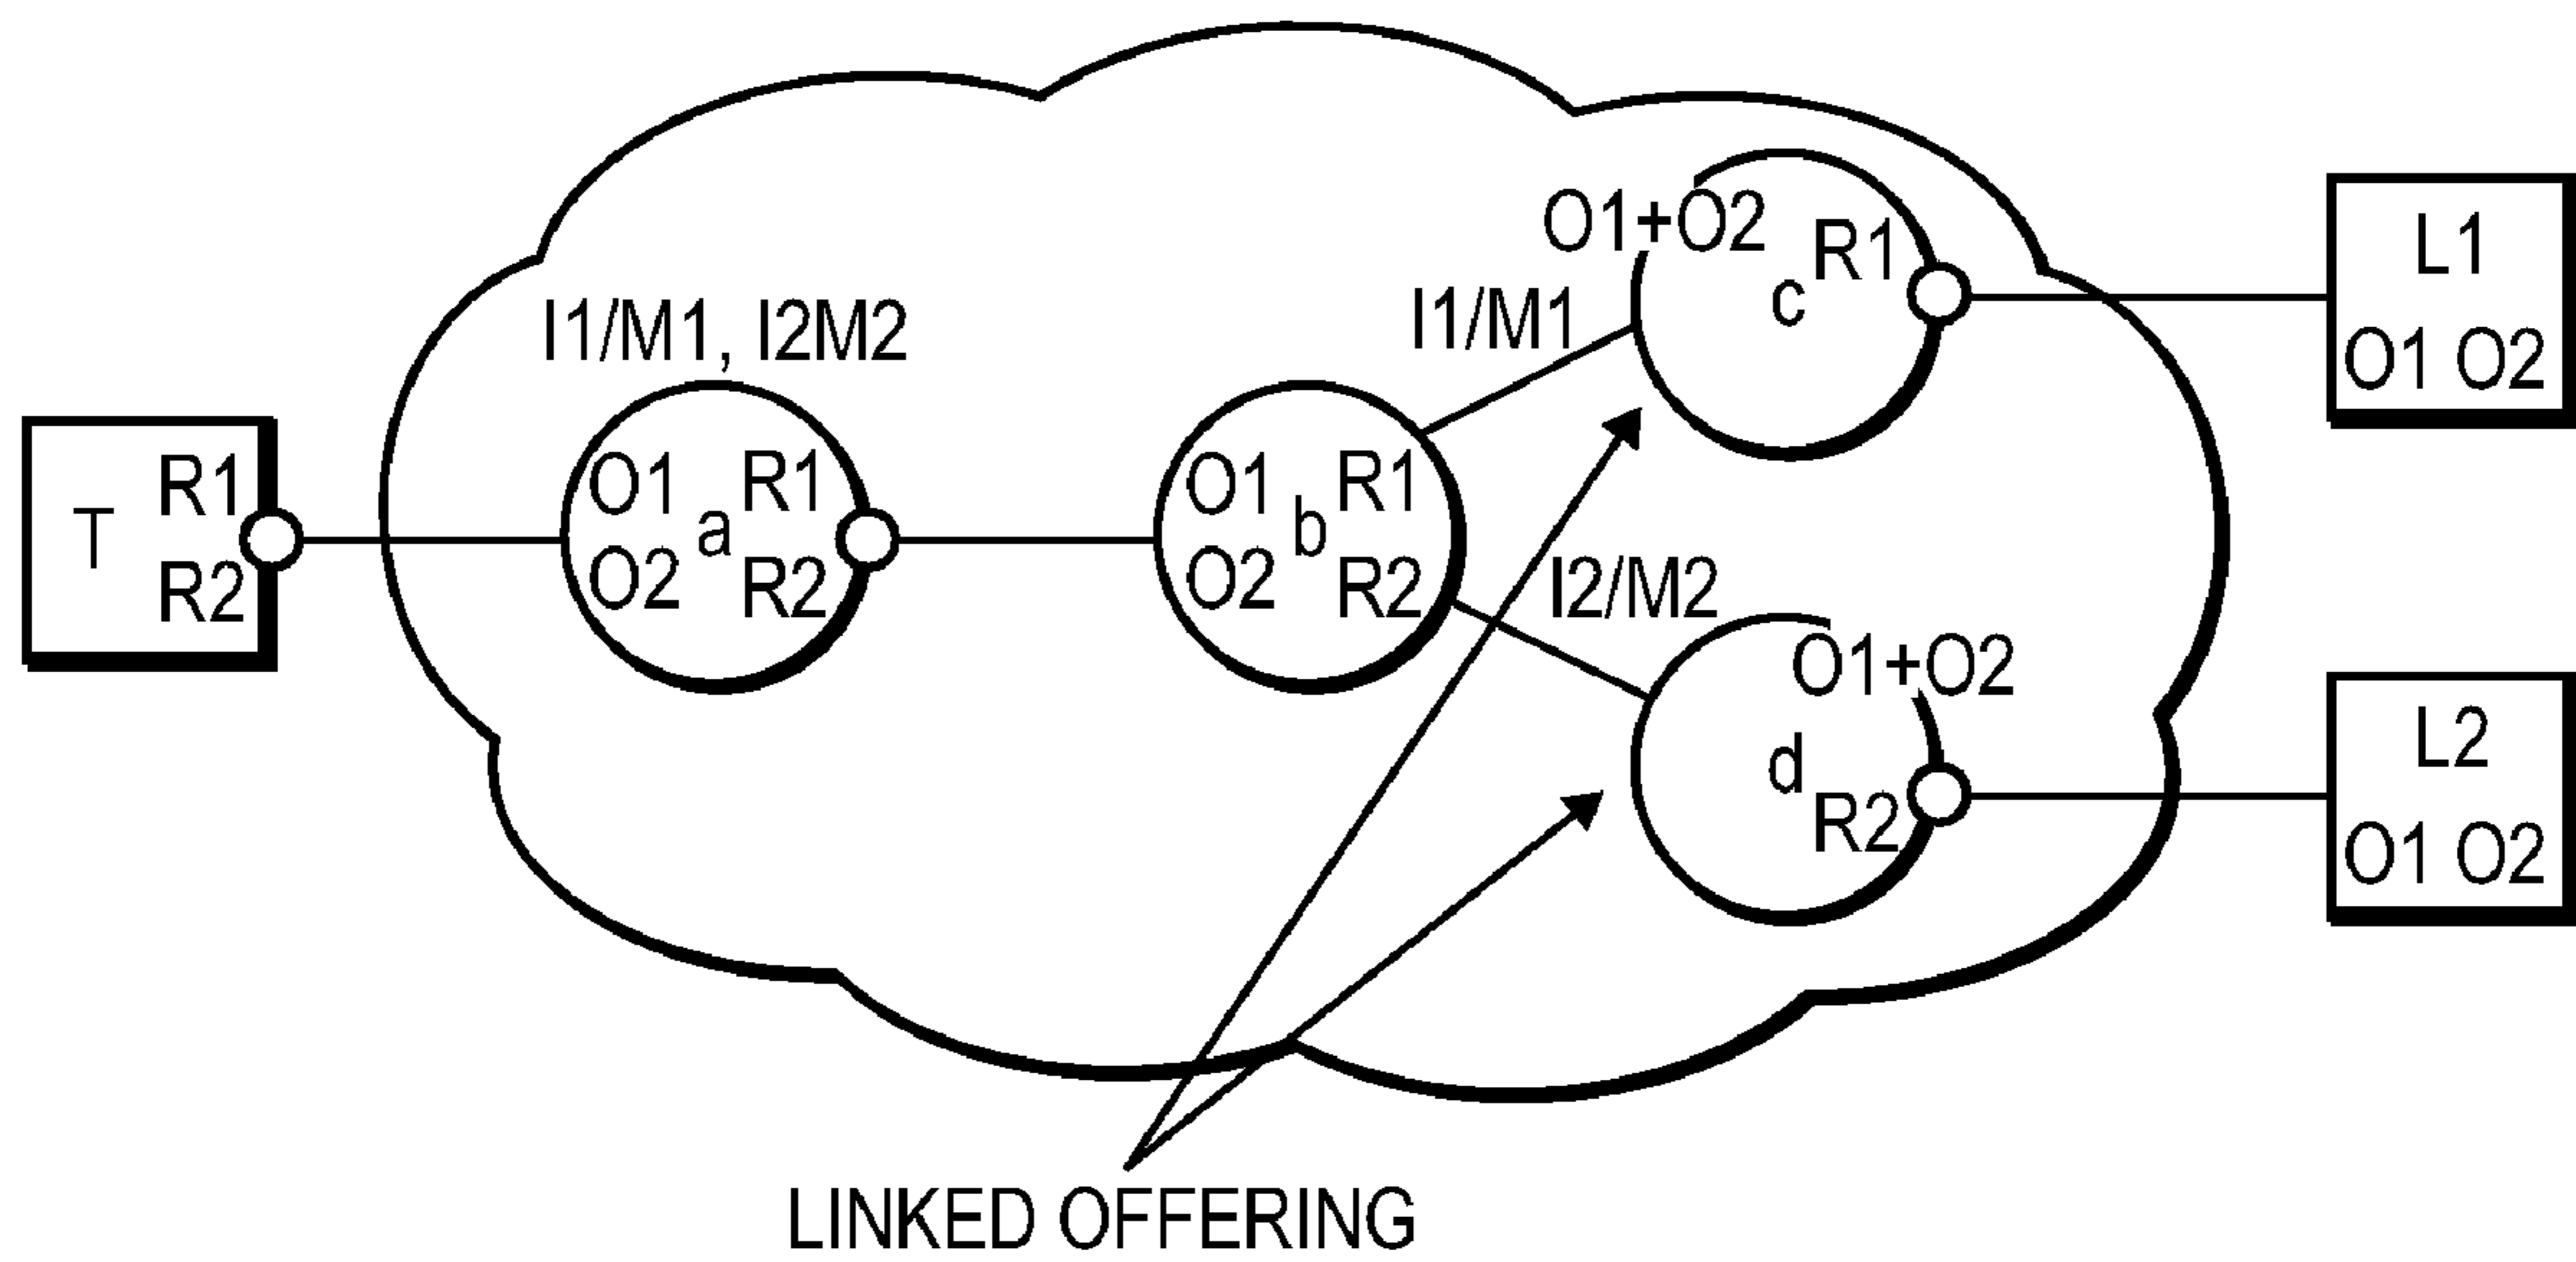 O1+O2
R1
c
L1
O1 O2
I1/M1, I2M2
I1/M1
T
R1
R2
O1
O2
a
R1
R2
O1
O2
b
R1
R2
I2/M2
O1+O2
d
R2
L2
O1 O2
LINKED OFFERING